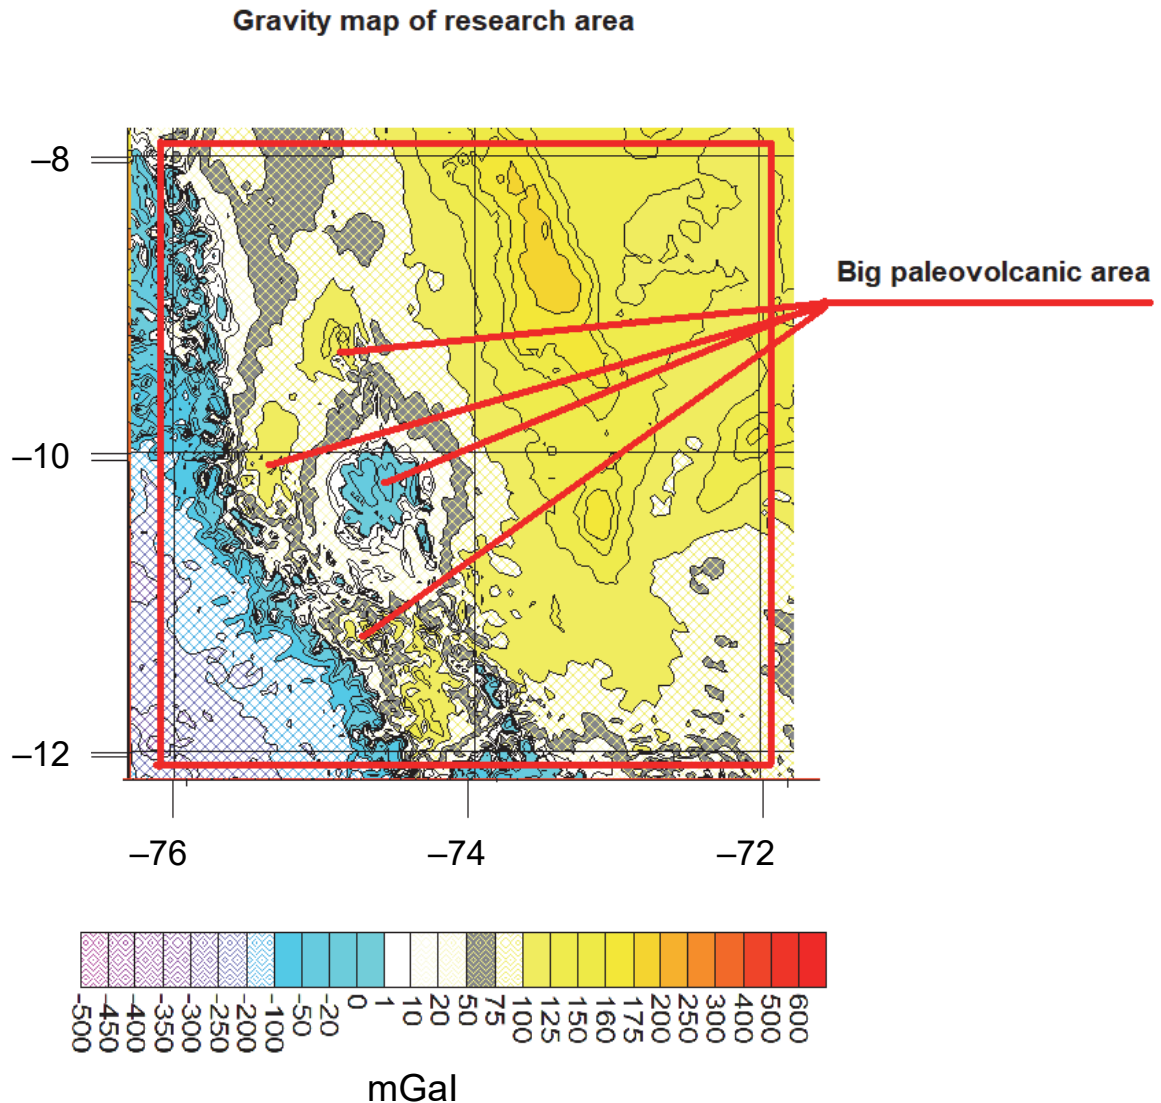 Gravity map of research area
–8
Big paleovolcanic area
–10
–12
–76 –74 –72
-500 -450 -400 -350 -300 -250 -200 -100 -50 -20 0 1 10 20 50 75 100 125 150 160 175 200 250 300 400 500 600
mGal